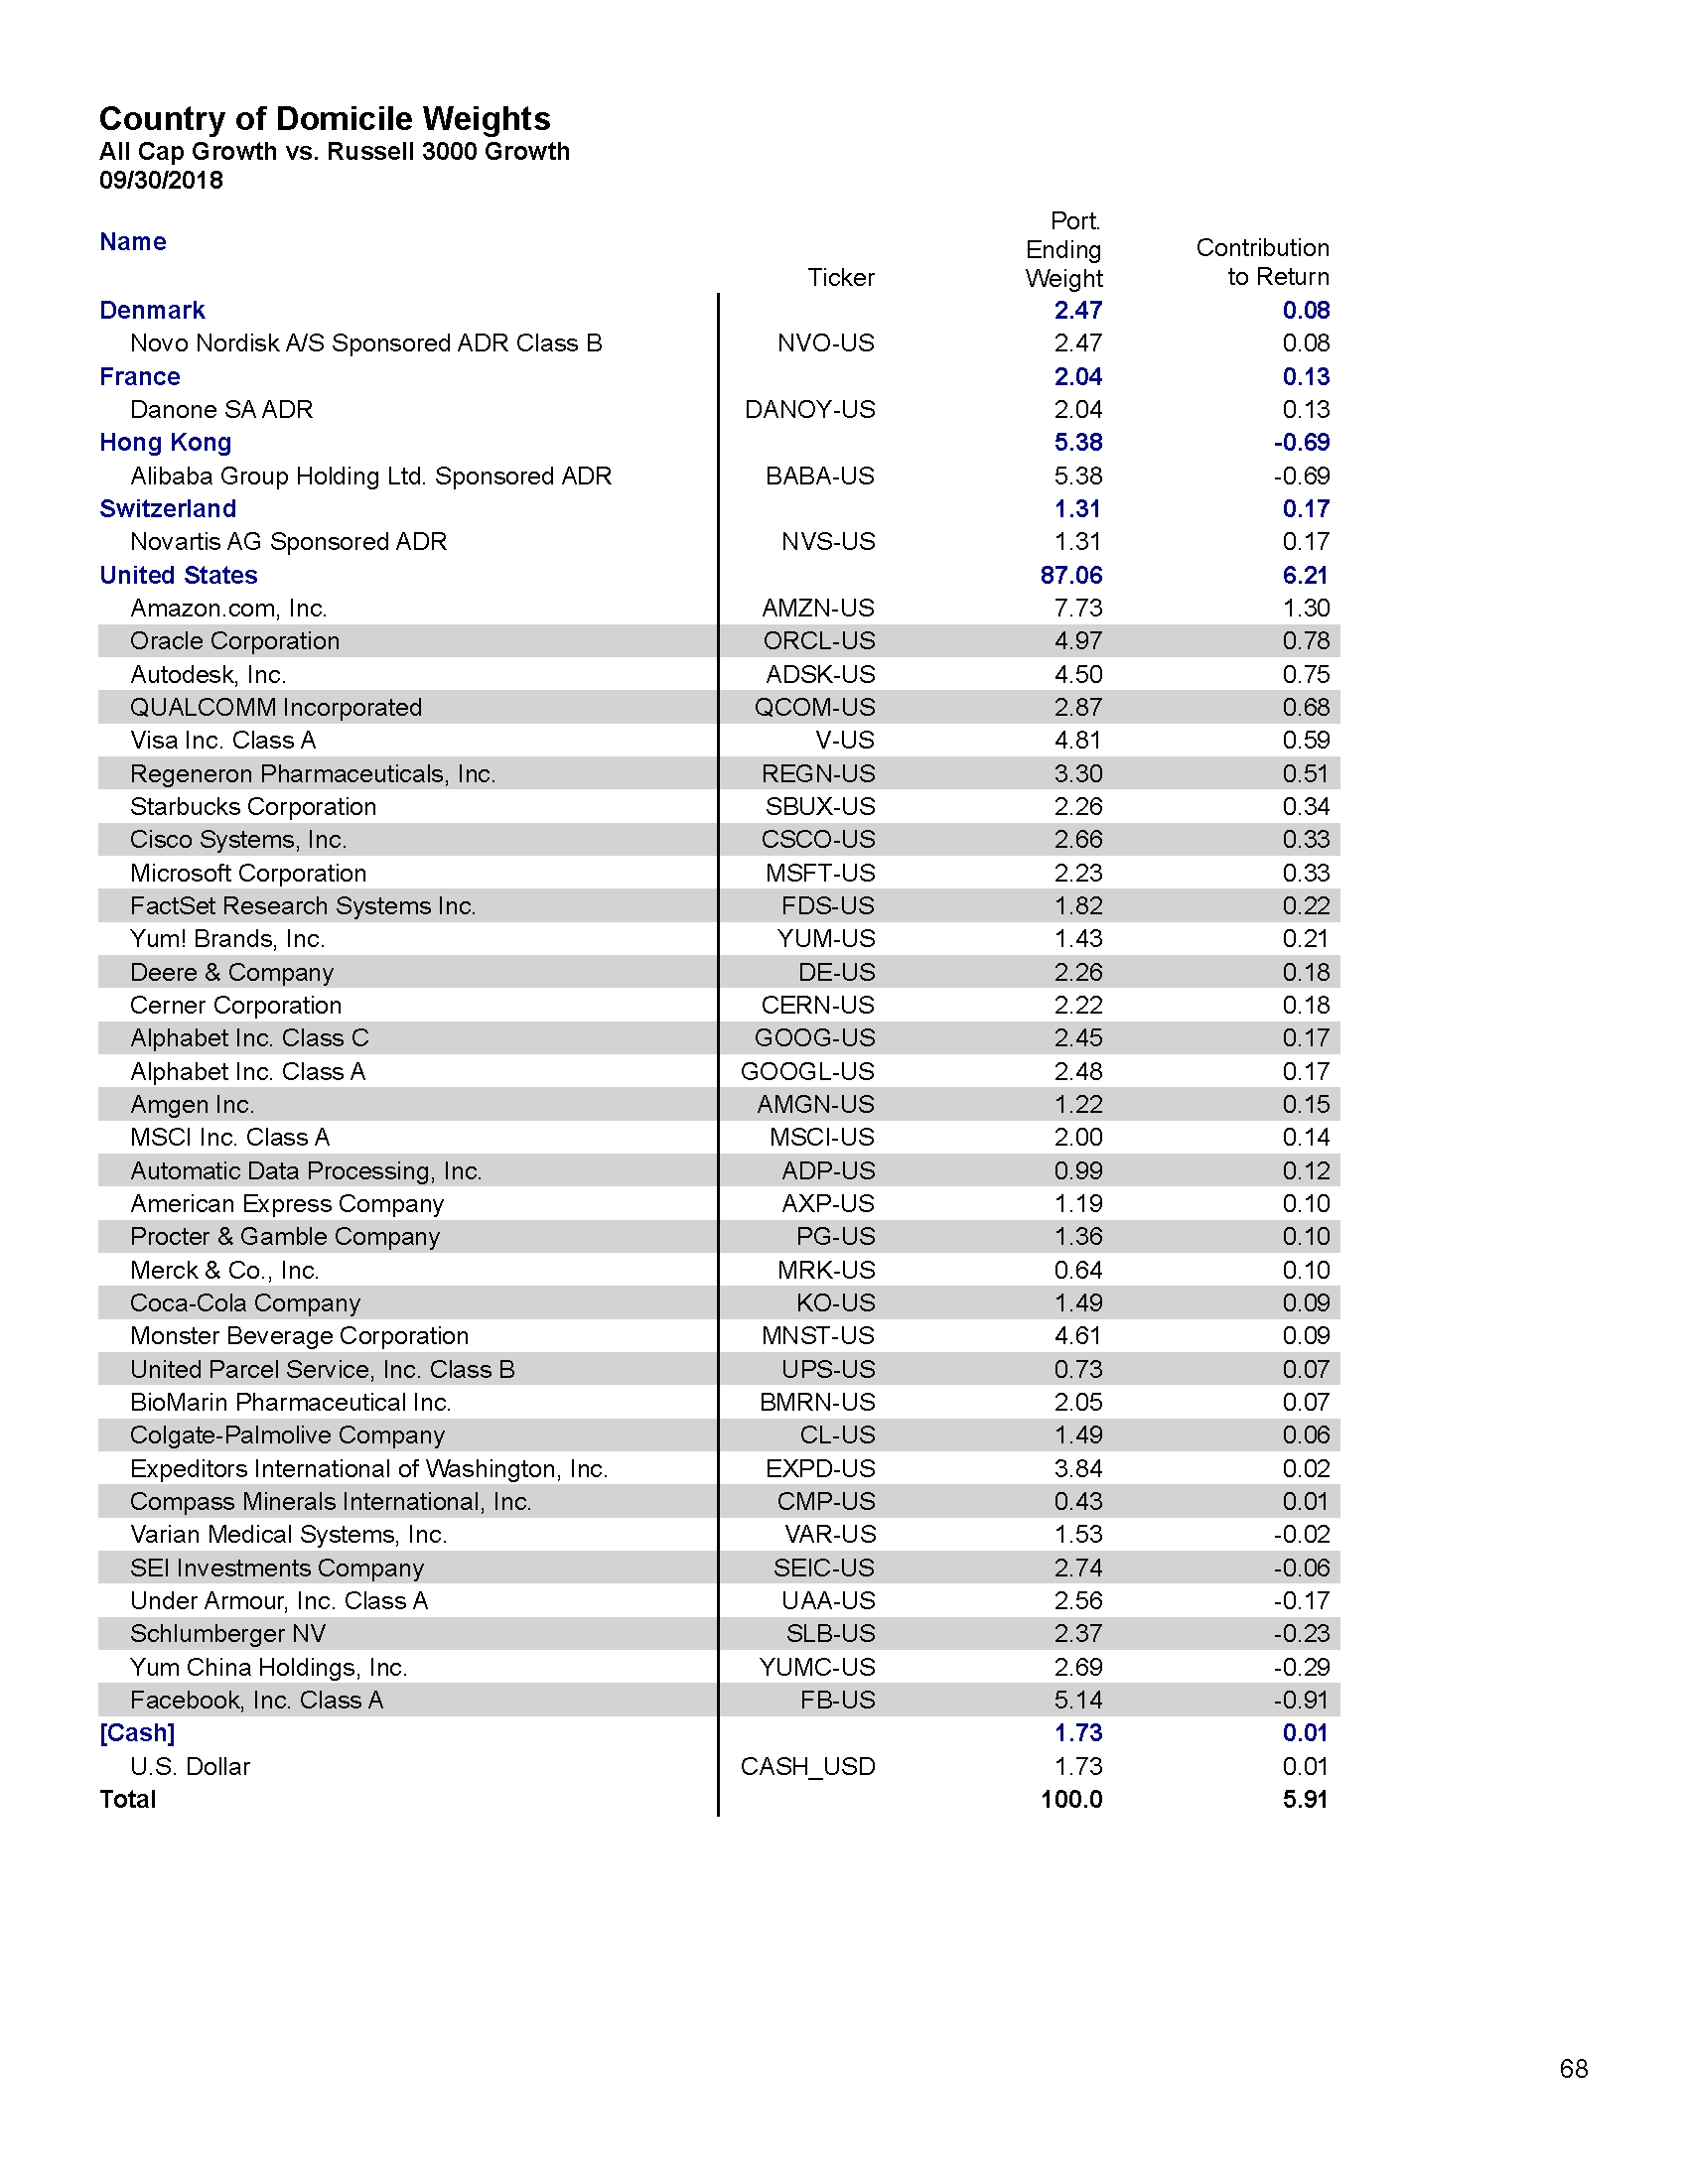 Country of Domicile Weights
All Cap Growth vs. Russell 3000 Growth
09/30/2018
Name Ticker Port. Ending Weight Contribution to Return
Denmark 2.47 0.08
Novo Nordisk A/S Sponsored ADR Class B NVO-US 2.47 0.08
France 2.04 0.13
Danone SA ADR DANOY-US 2.04 0.13
Hong Kong 5.38 -0.69
Alibaba Group Holding Ltd. Sponsored ADR BABA-US 5.38 -0.69
Switzerland 1.31 0.17
Novartis AG Sponsored ADR NVS-US 1.31 0.17
United States 87.06 6.21
Amazon.com, Inc. AMZN-US 7.73 1.30
Oracle Corporation ORCL-US 4.97 0.78
Autodesk, Inc. ADSK-US 4.50 0.75
QUALCOMM Incorporated QCOM-US 2.87 0.68
Visa Inc. Class A V-US 4.81 0.59
Regeneron Pharmaceuticals, Inc. REGN-US 3.30 0.51
Starbucks Corporation SBUX-US 2.26 0.34
Cisco Systems, Inc. CSCO-US 2.66 0.33
Microsoft Corporation MSFT-US 2.23 0.33
FactSet Research Systems Inc. FDS-US 1.82 0.22
Yum! Brands, Inc. YUM-US 1.43 0.21
Deere & Company DE-US 2.26 0.18
Cerner Corporation CERN-US 2.22 0.18
Alphabet Inc. Class C GOOG-US 2.45 0.17
Alphabet Inc. Class A GOOGL-US 2.48 0.17
Amgen Inc. AMGN-US 1.22 0.15
MSCI Inc. Class A MSCI-US 2.00 0.14
Automatic Data Processing, Inc. ADP-US 0.99 0.12
American Express Company AXP-US 1.19 0.10
Procter & Gamble Company PG-US 1.36 0.10
Merck & Co., Inc. MRK-US 0.64 0.10
Coca-Cola Company KO-US 1.49 0.09
Monster Beverage Corporation MNST-US 4.61 0.09
United Parcel Service, Inc. Class B UPS-US 0.73 0.07
BioMarin Pharmaceutical Inc. BMRN-US 2.05 0.07
Colgate-Palmolive Company CL-US 1.49 0.06
Expeditors International of Washington, Inc. EXPD-US 3.84 0.02
Compass Minerals International, Inc. CMP-US 0.43 0.01
Varian Medical Systems, Inc. VAR-US 1.53 -0.02
SEI Investments Company SEIC-US 2.74 -0.06
Under Armour, Inc. Class A UAA-US 2.56 -0.17
Schlumberger NV SLB-US 2.37 -0.23
Yum China Holdings, Inc. YUMC-US 2.69 -0.29
Facebook, Inc. Class A FB-US 5.14 -0.91
[Cash] 1.73 0.01
U.S. Dollar CASH_USD 1.73 0.01
Total 100.0 5.91
68